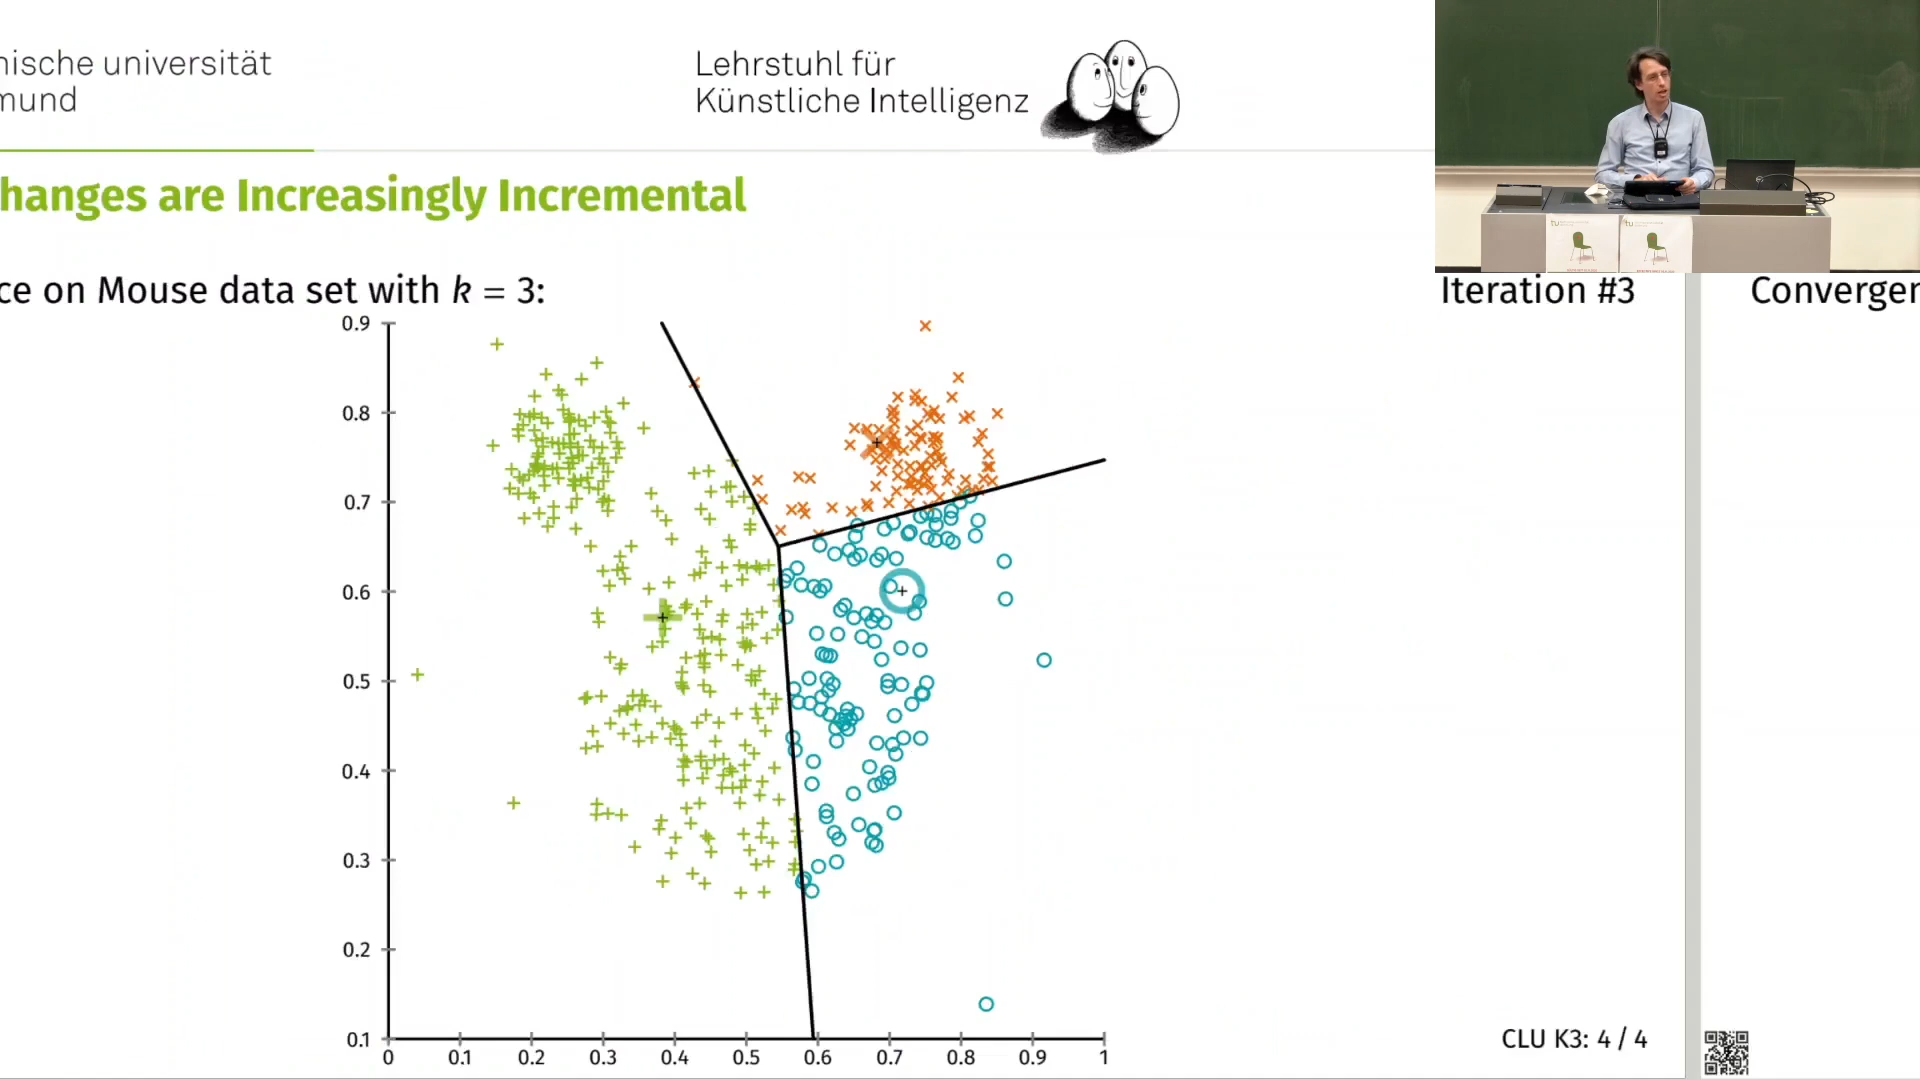 nische universität
mund
Lehrstuhl für
Künstliche Intelligenz
hanges are Increasingly Incremental
ce on Mouse data set with k = 3:
Iteration #3
Converger
0.9
0.8
0.7
0.6
0.5
0.4
0.3
0.2
0.1
0 0.1 0.2 0.3 0.4 0.5 0.6 0.7 0.8 0.9 1
CLU K3: 4 / 4